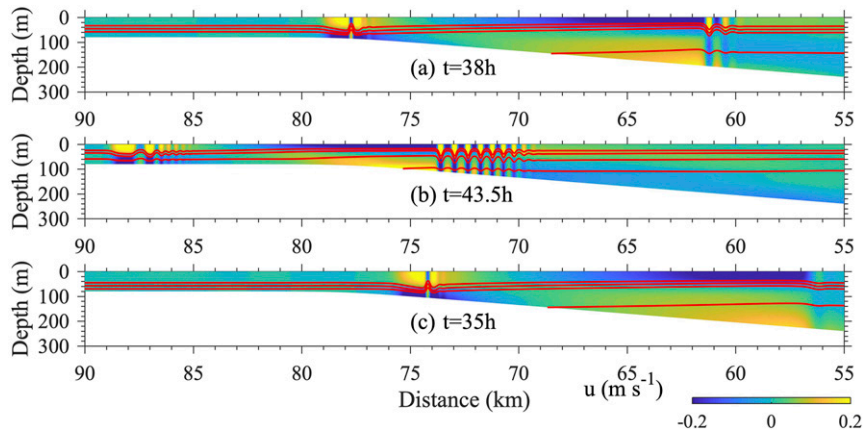 0
100
200
300
Depth (m)
(a) t=38h
90 85 80 75 70 65 60 55
0
100
200
300
Depth (m)
(b) t=43.5h
90 85 80 75 70 65 60 55
0
100
200
300
Depth (m)
(c) t=35h
90 85 80 75 70 65 60 55
Distance (km)
u (m s⁻¹)
-0.2 0 0.2